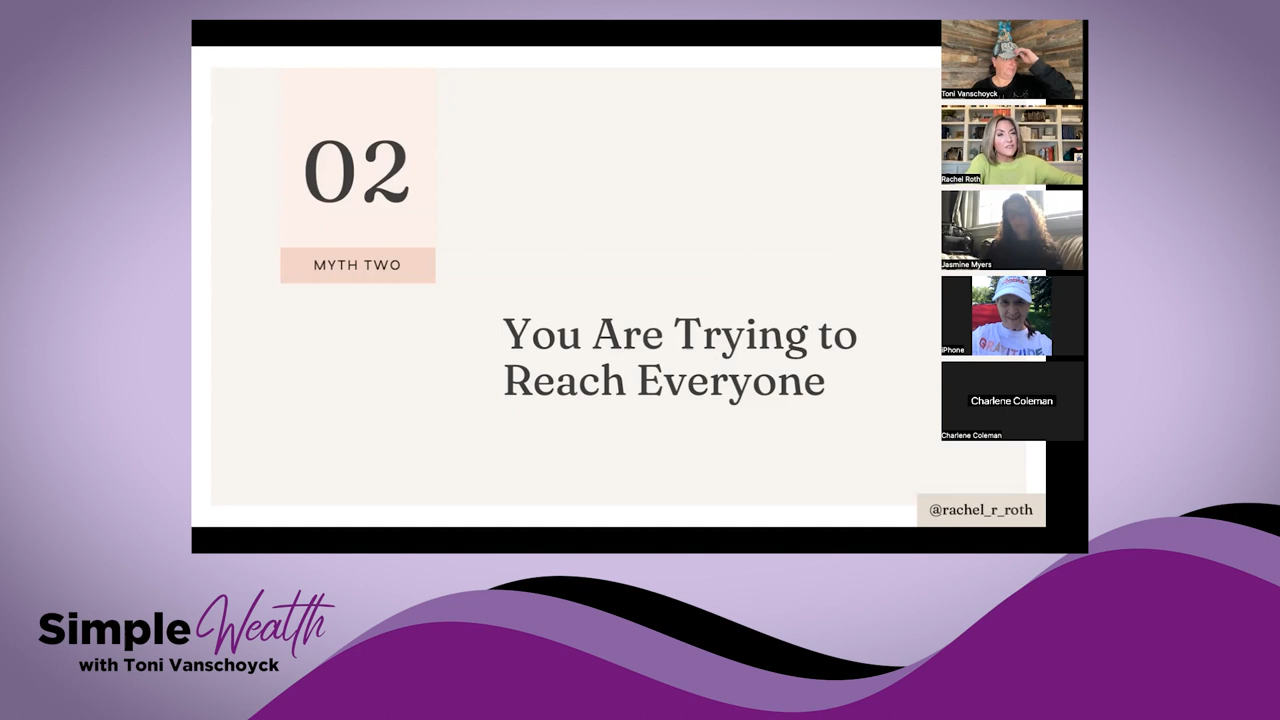 02
MYTH TWO
You Are Trying to
Reach Everyone
@rachel_r_roth
Toni Vanschoyck
Rachel Roth
Jasmine Myers
iPhone
GRATITUDE
Charlene Coleman
Charlene Coleman
Simple Wealth
with Toni Vanschoyck